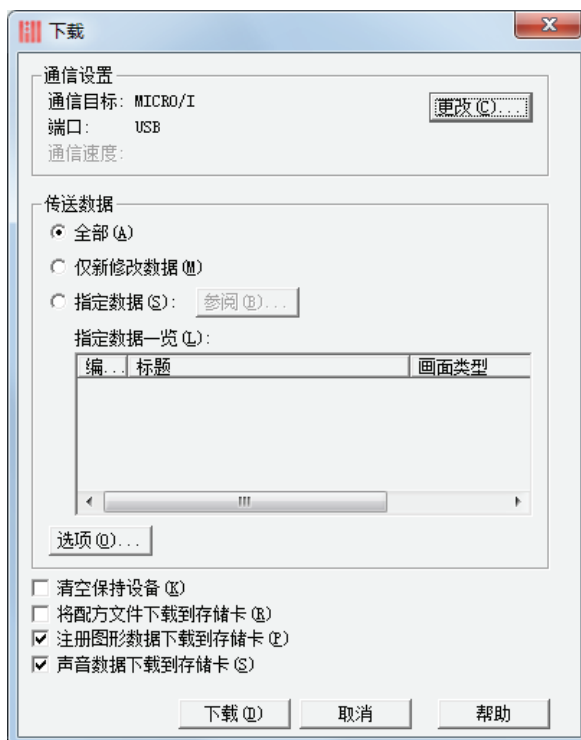 下载
通信设置
通信目标: MICRO/I
更改(C)...
端口: USB
通信速度:
传送数据
全部(A)
仅新修改数据(M)
指定数据(S): 参阅(B)...
指定数据一览(L):
编... 标题 画面类型
选项(O)...
清空保持设备(K)
将配方文件下载到存储卡(R)
注册图形数据下载到存储卡(P)
声音数据下载到存储卡(S)
下载(D) 取消 帮助